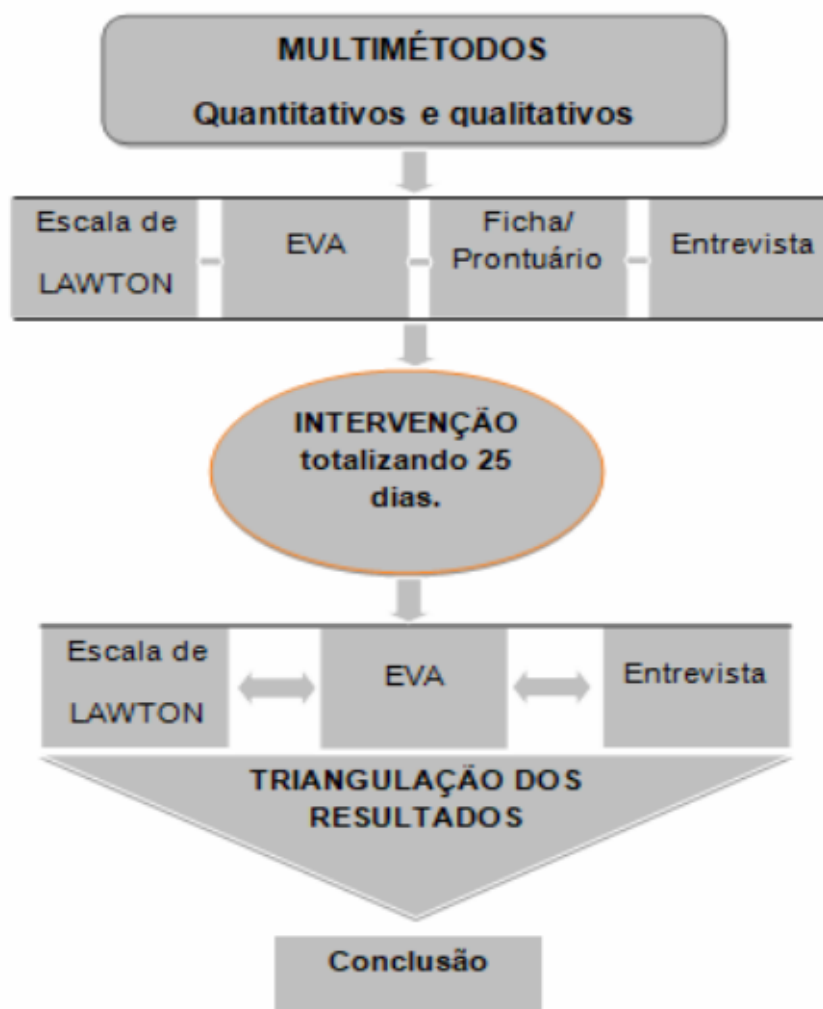 MULTIMÉTODOS
Quantitativos e qualitativos
Escala de
LAWTON
EVA
Ficha/
Prontuário
Entrevista
INTERVENÇÃO
totalizando 25
dias.
Escala de
LAWTON
EVA
Entrevista
TRIANGULAÇÃO DOS
RESULTADOS
Conclusão